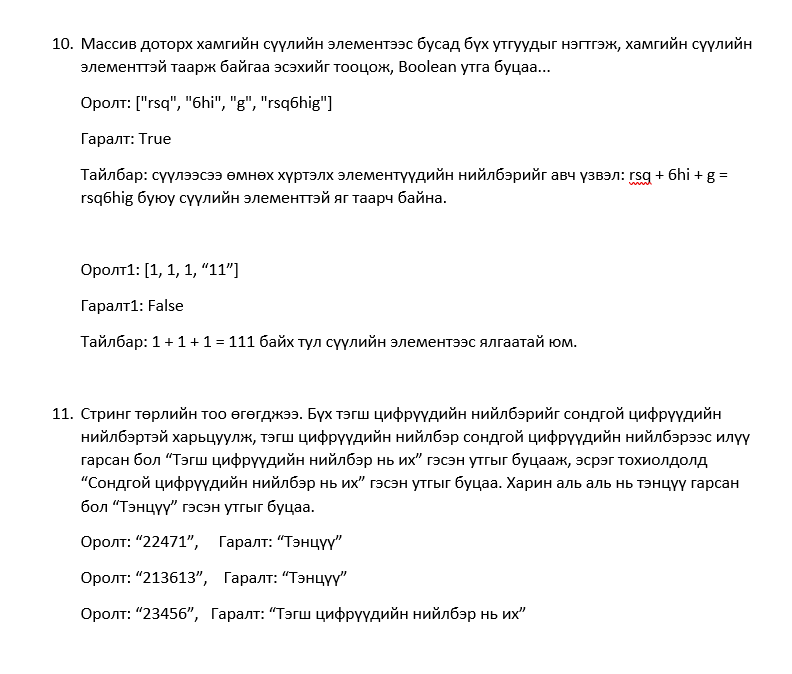 10. Массив доторх хамгийн сүүлийн элементээс бусад бүх утгуудыг нэгтгэж, хамгийн сүүлийн
элементтэй таарж байгаа эсэхийг тооцож, Boolean утга буцаа...
Оролт: ["rsq", "6hi", "g", "rsq6hig"]
Гаралт: True
Тайлбар: сүүлээсээ өмнөх хүртэлх элементүүдийн нийлбэрийг авч үзвэл: rsq + 6hi + g =
rsq6hig буюу сүүлийн элементтэй яг таарч байна.
Оролт1: [1, 1, 1, “11”]
Гаралт1: False
Тайлбар: 1 + 1 + 1 = 111 байх тул сүүлийн элементээс ялгаатай юм.
11. Стринг төрлийн тоо өгөгджээ. Бүх тэгш цифрүүдийн нийлбэрийг сондгой цифрүүдийн
нийлбэртэй харьцуулж, тэгш цифрүүдийн нийлбэр сондгой цифрүүдийн нийлбэрээс илүү
гарсан бол “Тэгш цифрүүдийн нийлбэр нь их” гэсэн утгыг буцааж, эсрэг тохиолдолд
“Сондгой цифрүүдийн нийлбэр нь их” гэсэн утгыг буцаа. Харин аль аль нь тэнцүү гарсан
бол “Тэнцүү” гэсэн утгыг буцаа.
Оролт: “22471”, Гаралт: “Тэнцүү”
Оролт: “213613”, Гаралт: “Тэнцүү”
Оролт: “23456”, Гаралт: “Тэгш цифрүүдийн нийлбэр нь их”